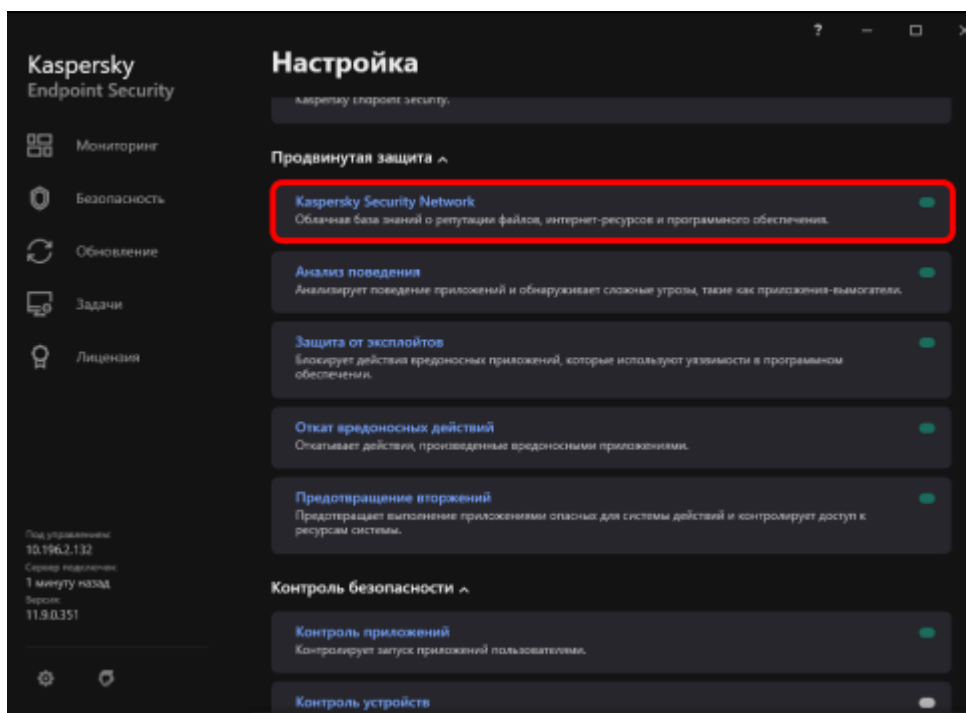 Kaspersky
Endpoint Security
Мониторинг
Безопасность
Обновление
Задачи
Лицензия
Под управлением:
10.196.2.132
Сервер подключен:
1 минуту назад
Версия:
11.9.0.351
?
Настройка
Kaspersky Endpoint Security.
Продвинутая защита
Kaspersky Security Network
Облачная база знаний о репутации файлов, интернет-ресурсов и программного обеспечения.
Анализ поведения
Анализирует поведение приложений и обнаруживает сложные угрозы, такие как приложения-вымогатели.
Защита от эксплойтов
Блокирует действия вредоносных приложений, которые используют уязвимости в программном
обеспечении.
Откат вредоносных действий
Откатывает действия, произведенные вредоносными приложениями.
Предотвращение вторжений
Предотвращает выполнение приложениями опасных для системы действий и контролирует доступ к
ресурсам системы.
Контроль безопасности
Контроль приложений
Контролирует запуск приложений пользователями.
Контроль устройств